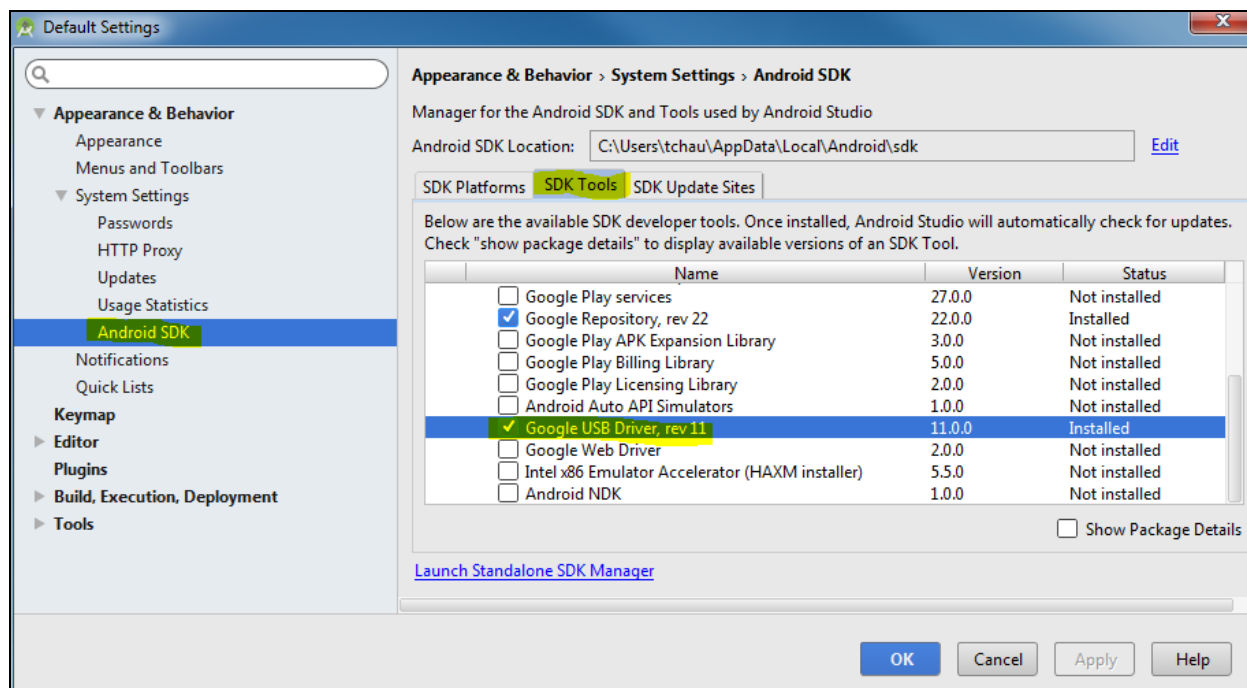 Default Settings
Appearance & Behavior
Appearance
Menus and Toolbars
System Settings
Passwords
HTTP Proxy
Updates
Usage Statistics
Android SDK
Notifications
Quick Lists
Keymap
Editor
Plugins
Build, Execution, Deployment
Tools
Appearance & Behavior › System Settings › Android SDK
Manager for the Android SDK and Tools used by Android Studio
Android SDK Location: C:\Users\tchau\AppData\Local\Android\sdk Edit
SDK Platforms SDK Tools SDK Update Sites
Below are the available SDK developer tools. Once installed, Android Studio will automatically check for updates.
Check "show package details" to display available versions of an SDK Tool.
Name Version Status
Google Play services 27.0.0 Not installed
Google Repository, rev 22 22.0.0 Installed
Google Play APK Expansion Library 3.0.0 Not installed
Google Play Billing Library 5.0.0 Not installed
Google Play Licensing Library 2.0.0 Not installed
Android Auto API Simulators 1.0.0 Not installed
Google USB Driver, rev 11 11.0.0 Installed
Google Web Driver 2.0.0 Not installed
Intel x86 Emulator Accelerator (HAXM installer) 5.5.0 Not installed
Android NDK 1.0.0 Not installed
Show Package Details
Launch Standalone SDK Manager
OK Cancel Apply Help